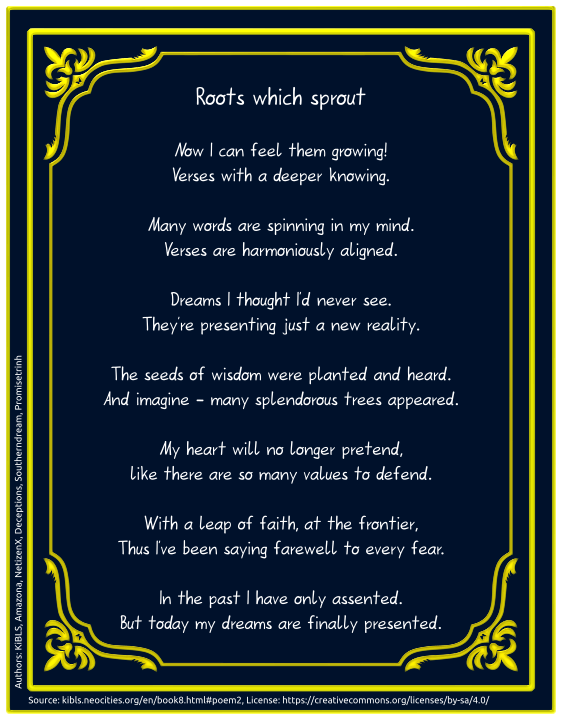 Roots which sprout
Now I can feel them growing!
Verses with a deeper knowing.
Many words are spinning in my mind.
Verses are harmoniously aligned.
Dreams I thought I'd never see.
They're presenting just a new reality.
The seeds of wisdom were planted and heard.
And imagine – many splendorous trees appeared.
My heart will no longer pretend,
like there are so many values to defend.
With a leap of faith, at the frontier,
Thus I've been saying farewell to every fear.
In the past I have only assented.
But today my dreams are finally presented.
Authors: KiBLS, Amazona, NetizenX, Deceptions, Southerndream, Promisetrinh
Source: kibls.neocities.org/en/book8.html#poem2, License: https://creativecommons.org/licenses/by-sa/4.0/